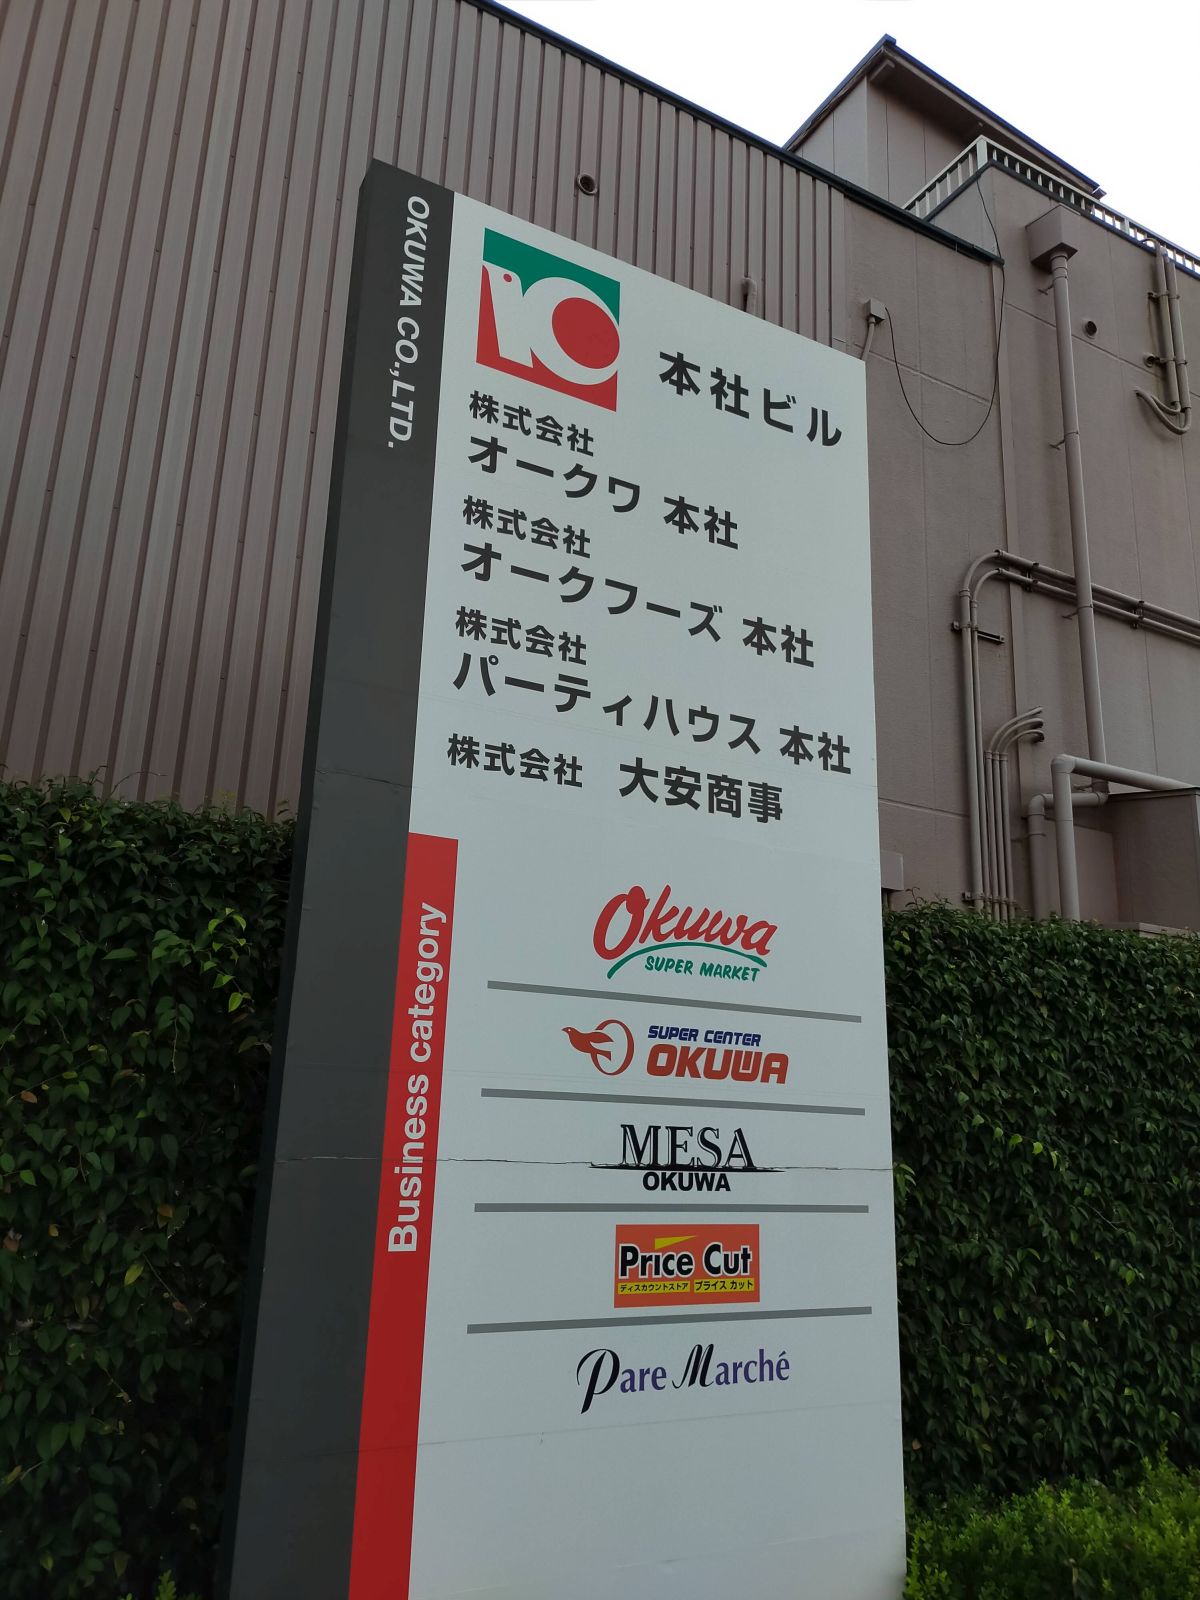 OKUWA CO.,LTD.
本社ビル
株式会社
オークワ 本社
株式会社
オークフーズ 本社
株式会社
パーティハウス 本社
株式会社 大安商事
Business category
Okuwa
SUPER MARKET
SUPER CENTER
OKUWA
MESA
OKUWA
Price Cut
ディスカウントストア プライス カット
Pare Marché